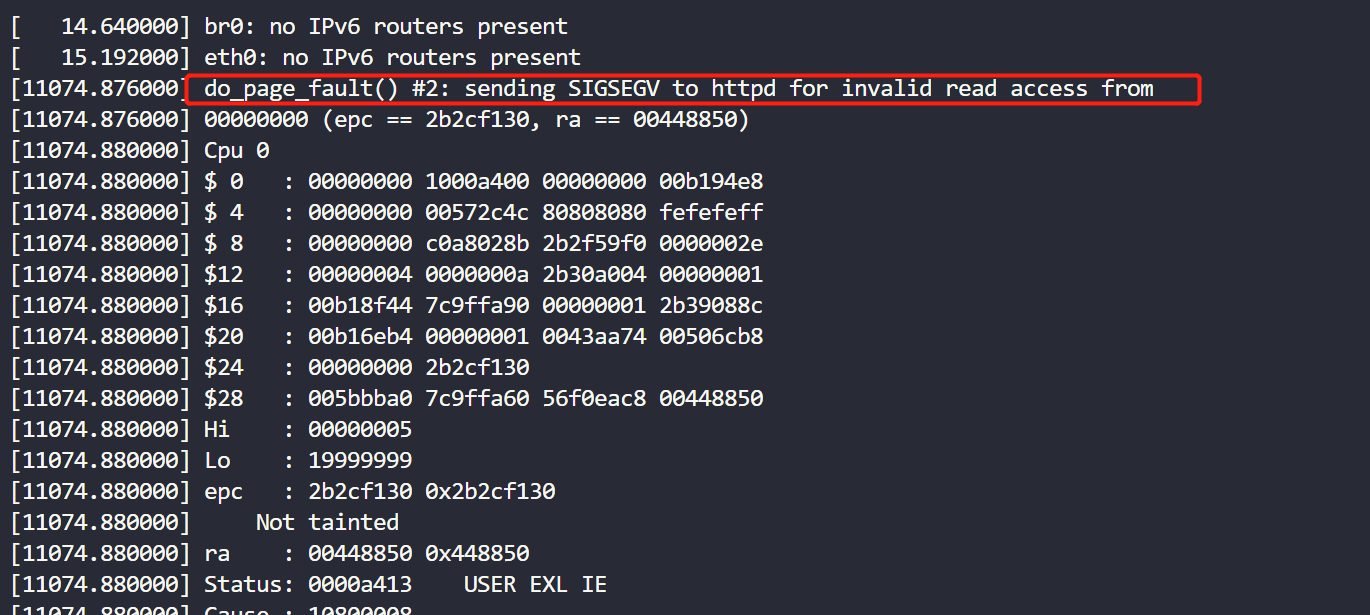 [   14.640000] br0: no IPv6 routers present
[   15.192000] eth0: no IPv6 routers present
[11074.876000] do_page_fault() #2: sending SIGSEGV to httpd for invalid read access from
[11074.876000] 00000000 (epc == 2b2cf130, ra == 00448850)
[11074.880000] Cpu 0
[11074.880000] $ 0   : 00000000 1000a400 00000000 00b194e8
[11074.880000] $ 4   : 00000000 00572c4c 80808080 fefefeff
[11074.880000] $ 8   : 00000000 c0a8028b 2b2f59f0 0000002e
[11074.880000] $12   : 00000004 0000000a 2b30a004 00000001
[11074.880000] $16   : 00b18f44 7c9ffa90 00000001 2b39088c
[11074.880000] $20   : 00b16eb4 00000001 0043aa74 00506cb8
[11074.880000] $24   : 00000000 2b2cf130
[11074.880000] $28   : 005bbba0 7c9ffa60 56f0eac8 00448850
[11074.880000] Hi    : 00000005
[11074.880000] Lo    : 19999999
[11074.880000] epc   : 2b2cf130 0x2b2cf130
[11074.880000]     Not tainted
[11074.880000] ra    : 00448850 0x448850
[11074.880000] Status: 0000a413    USER EXL IE
[11074.880000] Cause : 10800008